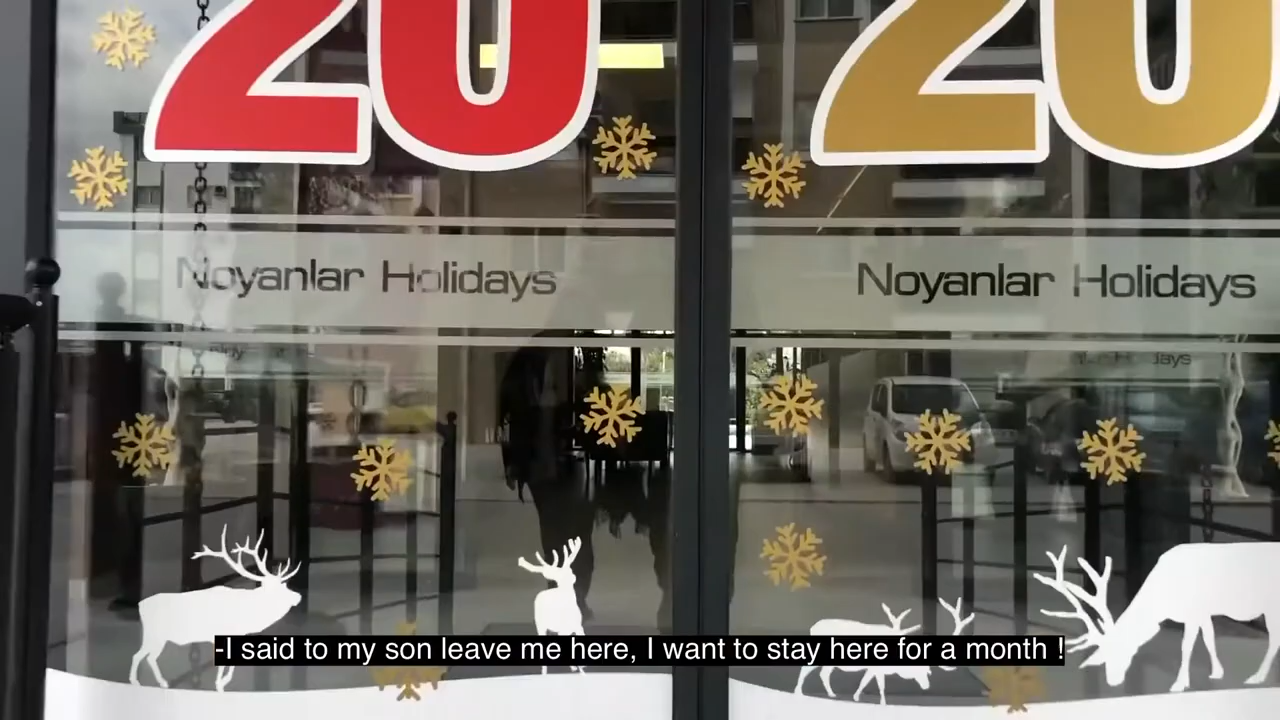 20 20
Noyanlar Holidays Noyanlar Holidays
-I said to my son leave me here, I want to stay here for a month !